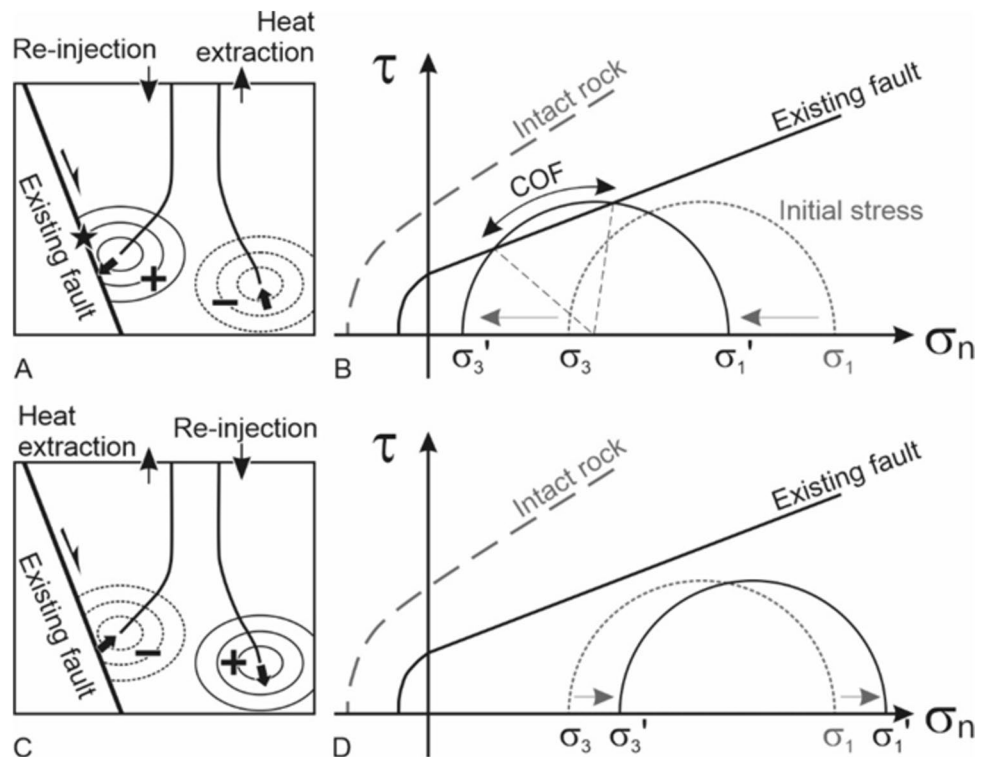 Heat
extraction
Re-injection
Existing fault
+
−
A
τ
Intact rock
Existing fault
COF
Initial stress
σ3'
σ3
σ1'
σ1
σn
B
Heat
extraction
Re-injection
Existing fault
−
+
C
τ
Intact rock
Existing fault
σ3
σ3'
σ1
σ1'
σn
D